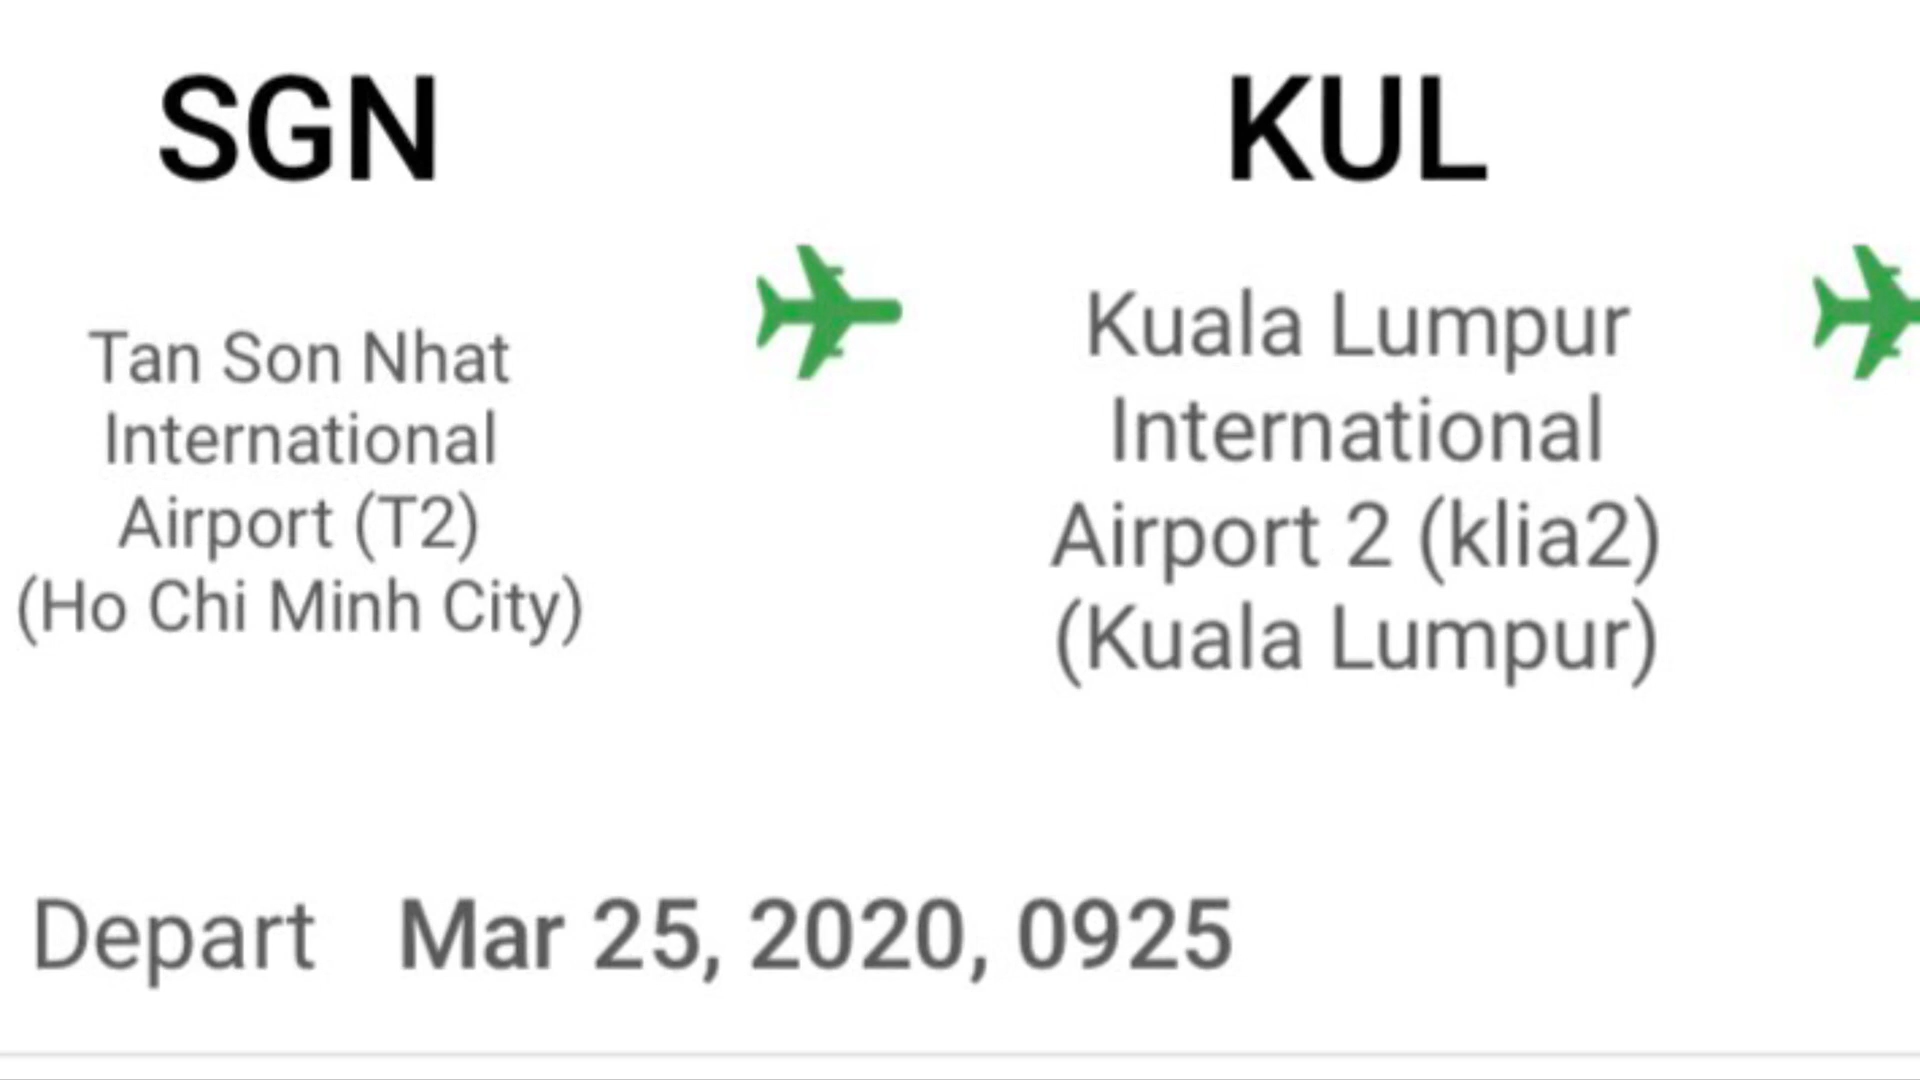 SGN
Tan Son Nhat
International
Airport (T2)
(Ho Chi Minh City)
KUL
Kuala Lumpur
International
Airport 2 (klia2)
(Kuala Lumpur)
Depart Mar 25, 2020, 0925